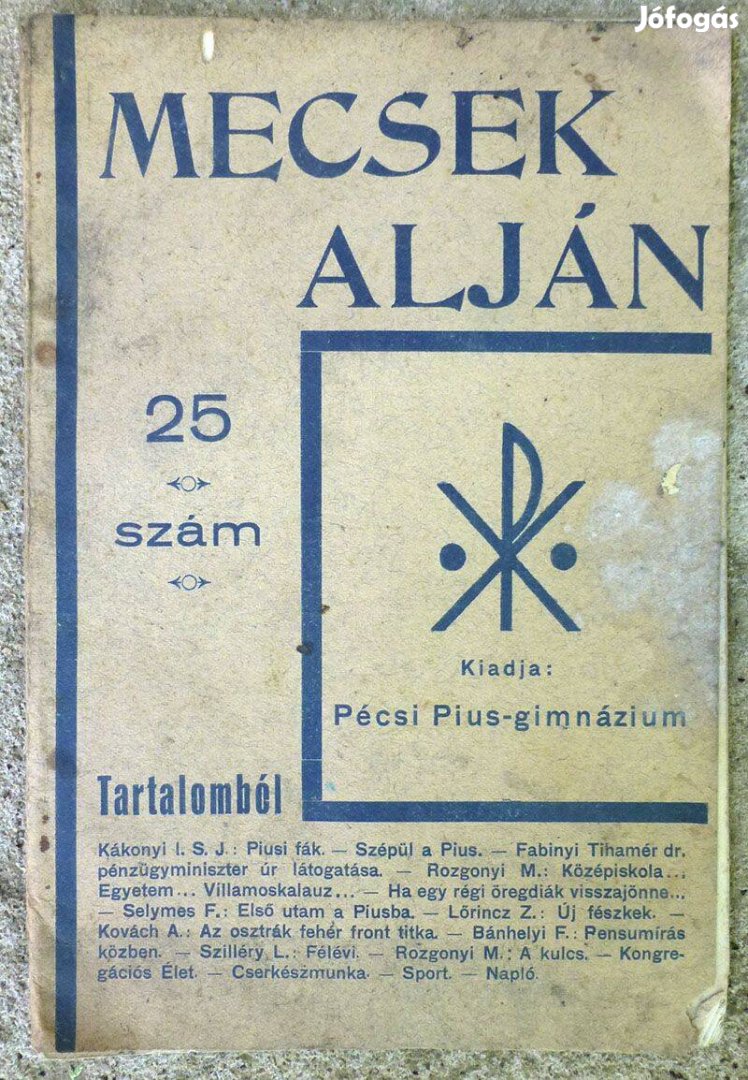 Jófogás
MECSEK
ALJÁN
25
szám
Kiadja:
Pécsi Pius-gimnázium
Tartalomból
Kákonyi I. S. J.: Piusi fák. — Szépül a Pius. — Fabinyi Tihamér dr.
pénzügyminiszter úr látogatása. — Rozgonyi M.: Középiskola...
Egyetem... Villamoskalauz... — Ha egy régi öregdiák visszajönne...
— Selymes F.: Első utam a Piusba. — Lőrincz Z.: Új fészkek. —
Kovách A.: Az osztrák fehér front titka. — Bánhelyi F.: Pensumírás
közben. — Szilléry L.: Félévi. — Rozgonyi M.: A kulcs. — Kongre-
gációs Élet. — Cserkészmunka. — Sport. — Napló.